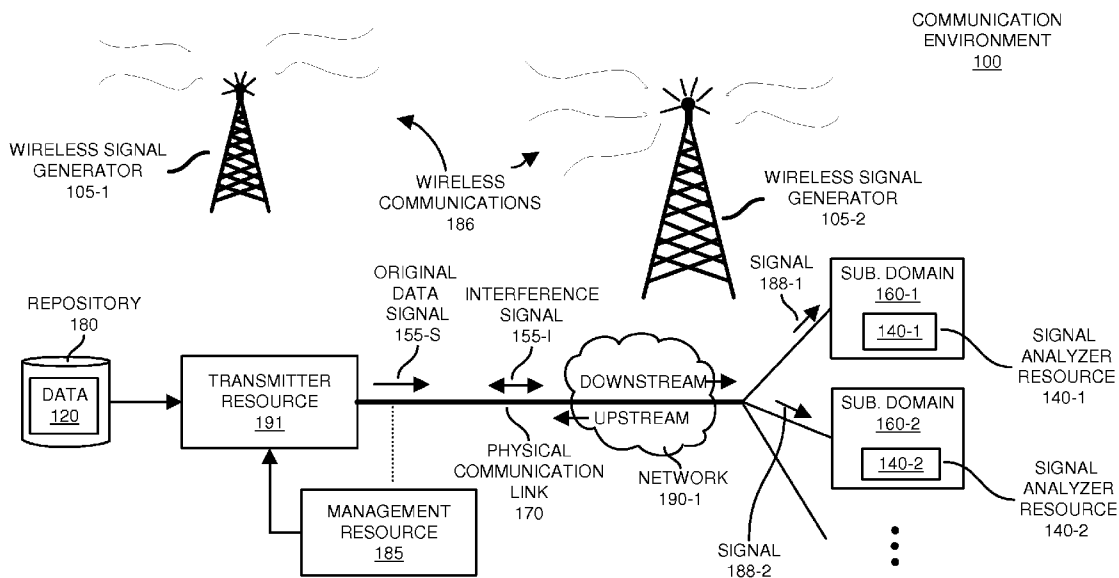 COMMUNICATION
ENVIRONMENT
100
WIRELESS SIGNAL
GENERATOR
105-1
WIRELESS
COMMUNICATIONS
186
WIRELESS SIGNAL
GENERATOR
105-2
REPOSITORY
180
DATA
120
TRANSMITTER
RESOURCE
191
MANAGEMENT
RESOURCE
185
ORIGINAL
DATA
SIGNAL
155-S
INTERFERENCE
SIGNAL
155-I
PHYSICAL
COMMUNICATION
LINK
170
DOWNSTREAM
UPSTREAM
NETWORK
190-1
SIGNAL
188-1
SUB. DOMAIN
160-1
140-1
SIGNAL
ANALYZER
RESOURCE
140-1
SIGNAL
188-2
SUB. DOMAIN
160-2
140-2
SIGNAL
ANALYZER
RESOURCE
140-2